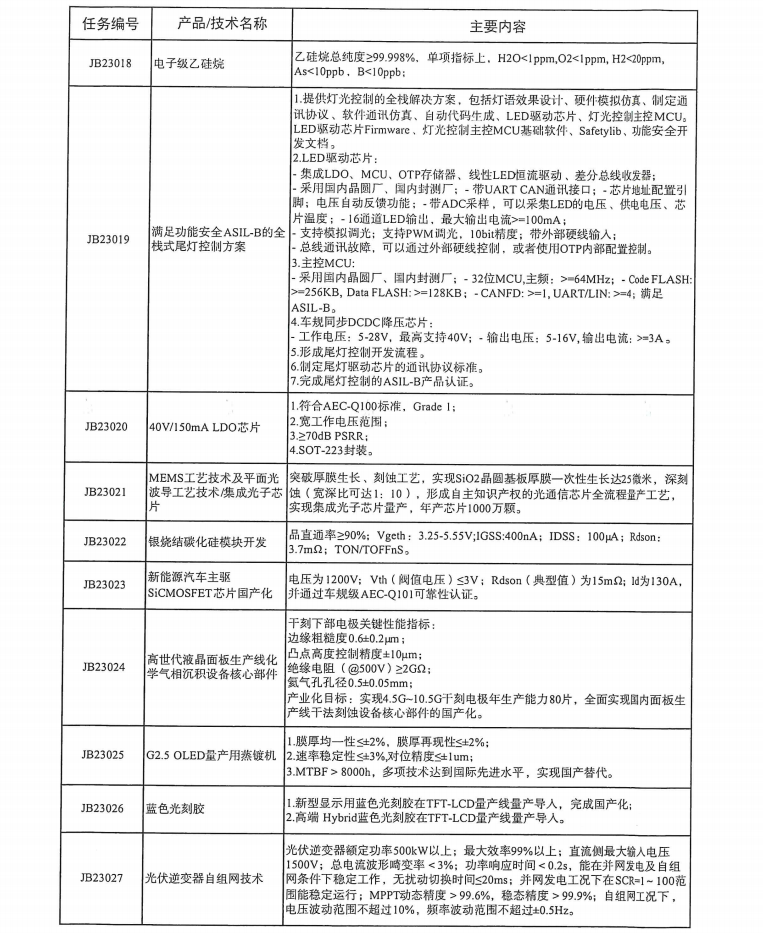 任务编号
产品/技术名称
主要内容
JB23018
电子级乙硅烷
乙硅烷总纯度≥99.998%，单项指标上，H2O<1ppm,O2<1ppm, H2<20ppm,
As<10ppb，B<10ppb；
JB23019
满足功能安全ASIL-B的全
栈式尾灯控制方案
1.提供灯光控制的全栈解决方案，包括灯语效果设计、硬件模拟仿真、制定通
讯协议、软件通讯仿真、自动代码生成、LED驱动芯片、灯光控制主控MCU。
LED驱动芯片Firmware、灯光控制主控MCU基础软件、Safetylib、功能安全开
发文档。
2.LED驱动芯片：
- 集成LDO、MCU、OTP存储器、线性LED恒流驱动、差分总线收发器；
- 采用国内晶圆厂、国内封测厂；- 带UART CAN通讯接口；- 芯片地址配置引
脚；电压自动反馈功能；- 带ADC采样，可以采集LED的电压、供电电压、芯
片温度；- 16通道LED输出，最大输出电流>=100mA；
- 支持模拟调光；支持PWM调光，10bit精度；带外部硬线输入；
- 总线通讯故障，可以通过外部硬线控制，或者使用OTP内部配置控制。
3.主控MCU:
- 采用国内晶圆厂、国内封测厂；- 32位MCU,主频：>=64MHz；- Code FLASH:
>=256KB, Data FLASH: >=128KB；- CANFD: >=1, UART/LIN: >=4；满足
ASIL-B。
4.车规同步DCDC降压芯片：
- 工作电压：5-28V，最高支持40V；- 输出电压：5-16V,输出电流：>=3A。
5.形成尾灯控制开发流程。
6.制定尾灯驱动芯片的通讯协议标准。
7.完成尾灯控制的ASIL-B产品认证。
JB23020
40V/150mA LDO芯片
1.符合AEC-Q100标准，Grade 1；
2.宽工作电压范围；
3.≥70dB PSRR；
4.SOT-223封装。
JB23021
MEMS工艺技术及平面光
波导工艺技术/集成光子芯
片
突破厚膜生长、刻蚀工艺，实现SiO2晶圆基板厚膜一次性生长达25微米，深刻
蚀（宽深比可达1：10），形成自主知识产权的光通信芯片全流程量产工艺，
实现集成光子芯片量产，年产芯片1000万颗。
JB23022
银烧结碳化硅模块开发
品直通率≥90%；Vgeth：3.25-5.55V;IGSS:400nA；IDSS：100μA；Rdson：
3.7mΩ；TON/TOFFnS。
JB23023
新能源汽车主驱
SiCMOSFET芯片国产化
电压为1200V；Vth（阀值电压）≤3V；Rdson（典型值）为15mΩ；Id为130A，
并通过车规级AEC-Q101可靠性认证。
JB23024
高世代液晶面板生产线化
学气相沉积设备核心部件
干刻下部电极关键性能指标：
边缘粗糙度0.6±0.2μm；
凸点高度控制精度±10μm；
绝缘电阻（@500V）≥2GΩ；
氦气孔孔径0.5±0.05mm；
产业化目标：实现4.5G~10.5G干刻电极年生产能力80片，全面实现国内面板生
产线干法刻蚀设备核心部件的国产化。
JB23025
G2.5 OLED量产用蒸镀机
1.膜厚均一性≤±2%，膜厚再现性≤±2%；
2.速率稳定性≤±3%,对位精度≤±1um；
3.MTBF > 8000h，多项技术达到国际先进水平，实现国产替代。
JB23026
蓝色光刻胶
1.新型显示用蓝色光刻胶在TFT-LCD量产线量产导入，完成国产化；
2.高端 Hybrid蓝色光刻胶在TFT-LCD量产线量产导入。
JB23027
光伏逆变器自组网技术
光伏逆变器额定功率500kW以上；最大效率99%以上；直流侧最大输入电压
1500V；总电流波形畸变率 < 3%；功率响应时间 < 0.2s，能在并网发电及自组
网条件下稳定工作，无扰动切换时间≤20ms；并网发电工况下在SCR=1~ 100范
围能稳定运行；MPPT动态精度 > 99.6%，稳态精度 > 99.9%；自组网工况下，
电压波动范围不超过10%，频率波动范围不超过±0.5Hz。